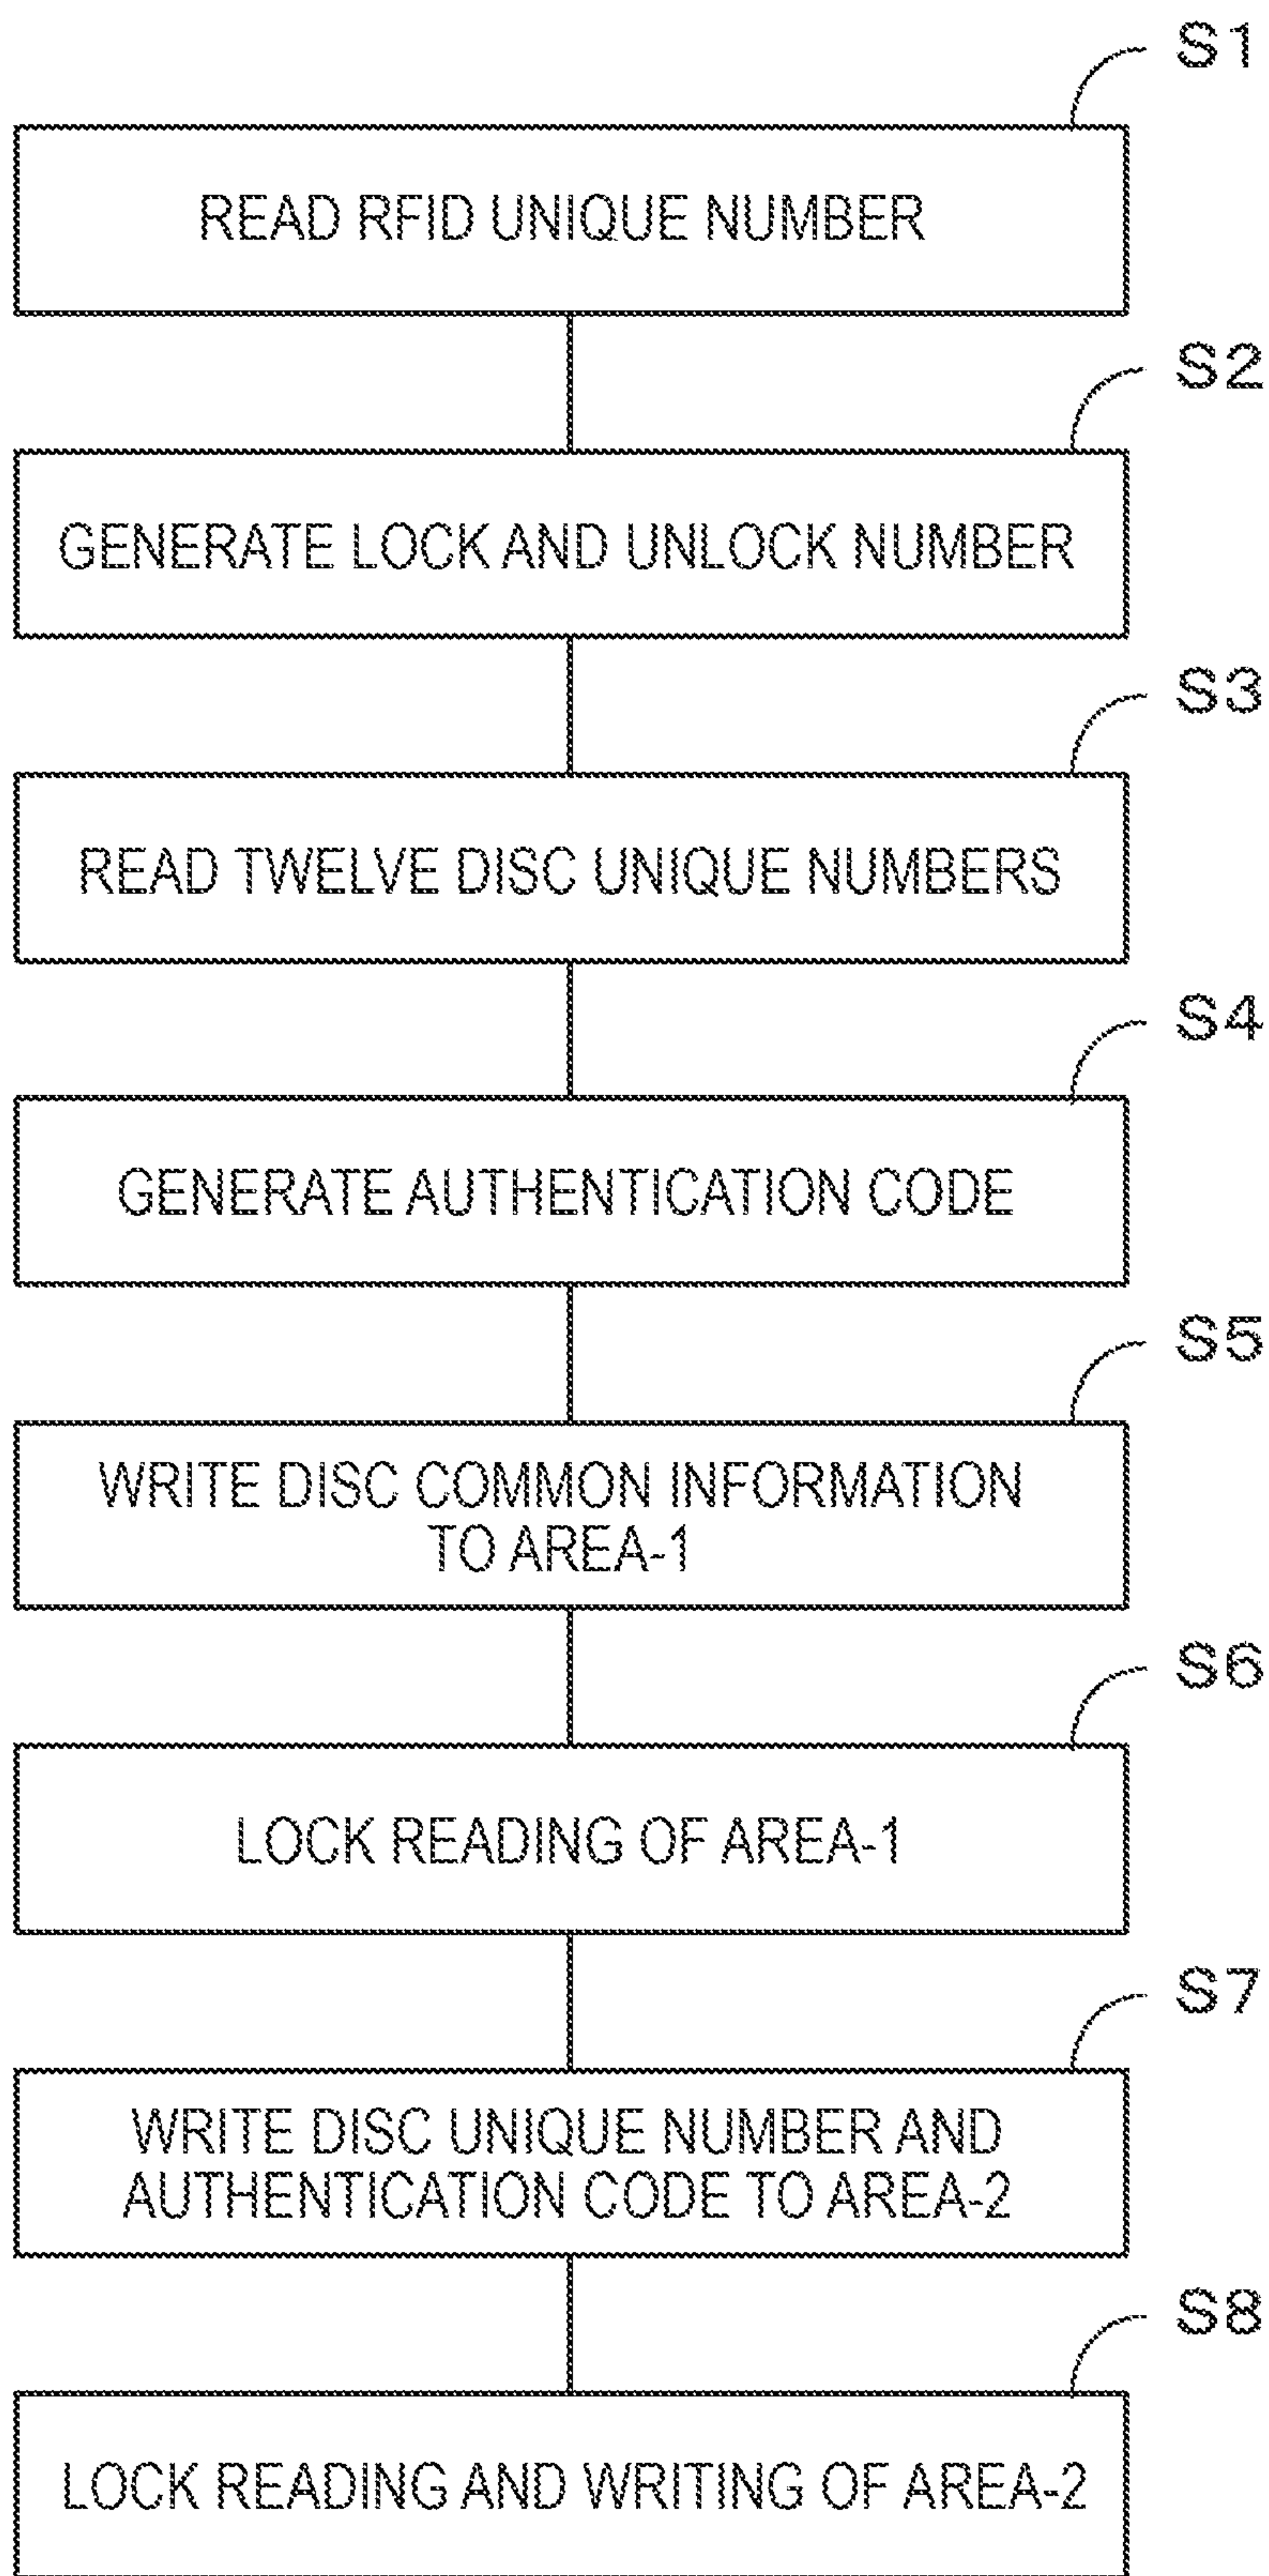 S1
READ RFID UNIQUE NUMBER
S2
GENERATE LOCK AND UNLOCK NUMBER
S3
READ TWELVE DISC UNIQUE NUMBERS
S4
GENERATE AUTHENTICATION CODE
S5
WRITE DISC COMMON INFORMATION
TO AREA-1
S6
LOCK READING OF AREA-1
S7
WRITE DISC UNIQUE NUMBER AND
AUTHENTICATION CODE TO AREA-2
S8
LOCK READING AND WRITING OF AREA-2